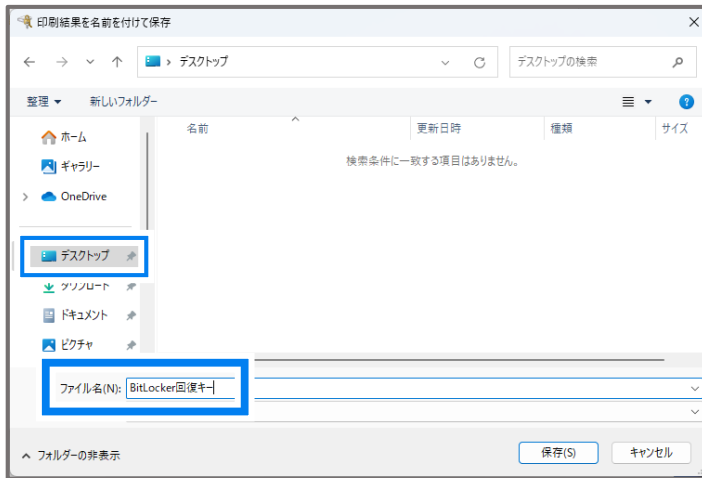 印刷結果を名前を付けて保存
デスクトップ
デスクトップの検索
整理 新しいフォルダー
名前 更新日時 種類 サイズ
検索条件に一致する項目はありません。
ホーム
ギャラリー
OneDrive
デスクトップ
ダウンロード
ドキュメント
ピクチャ
ファイル名(N): BitLocker回復キー
フォルダーの非表示
保存(S) キャンセル